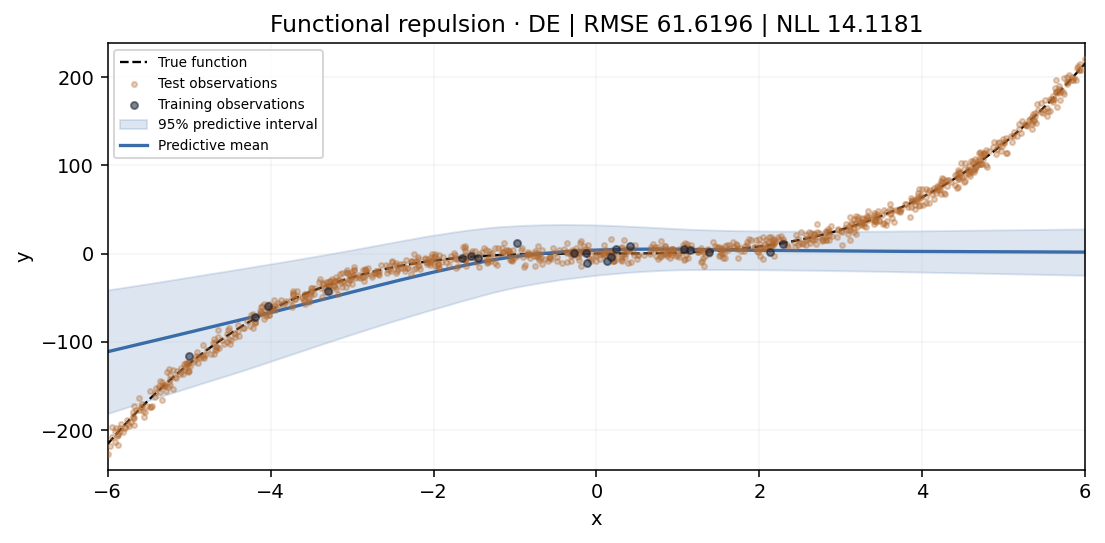 Functional repulsion · DE | RMSE 61.6196 | NLL 14.1181
True function
Test observations
Training observations
95% predictive interval
Predictive mean
200
100
0
−100
−200
y
−6
−4
−2
0
2
4
6
x